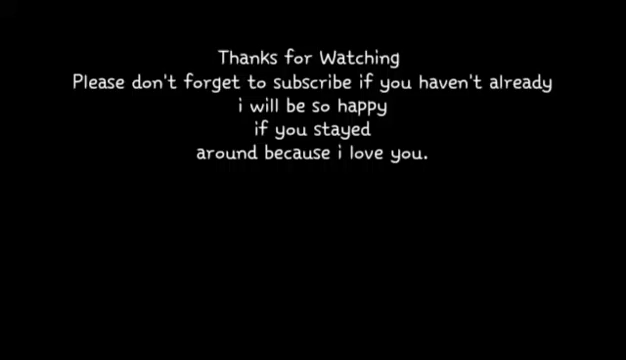 Thanks for Watching
Please don't forget to subscribe if you haven't already
i will be so happy
if you stayed
around because i love you.